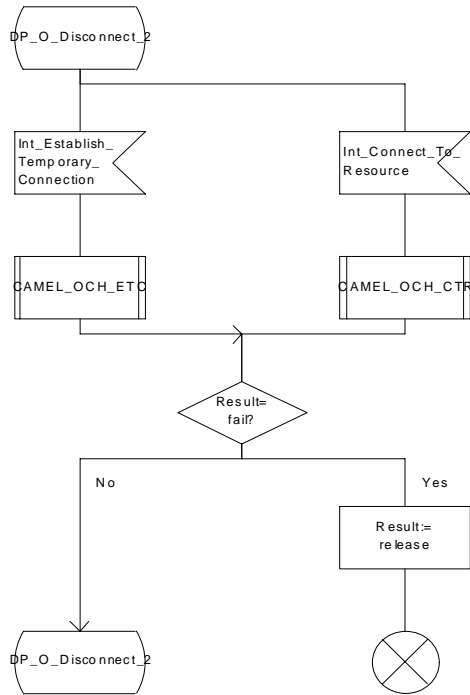 DP_O_Disconnect_2
Int_Establish_
Temporary_
Connection
Int_Connect_To_
Resource
CAMEL_OCH_ETC
CAMEL_OCH_CTR
Result=
fail?
No
Yes
Result:=
release
DP_O_Disconnect_2